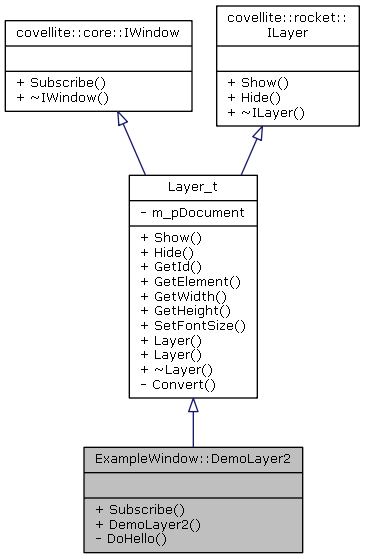 covellite::core::IWindow
+ Subscribe()
+ ~IWindow()
covellite::rocket::
ILayer
+ Show()
+ Hide()
+ ~ILayer()
Layer_t
- m_pDocument
+ Show()
+ Hide()
+ GetId()
+ GetElement()
+ GetWidth()
+ GetHeight()
+ SetFontSize()
+ Layer()
+ Layer()
+ ~Layer()
- Convert()
ExampleWindow::DemoLayer2
+ Subscribe()
+ DemoLayer2()
- DoHello()